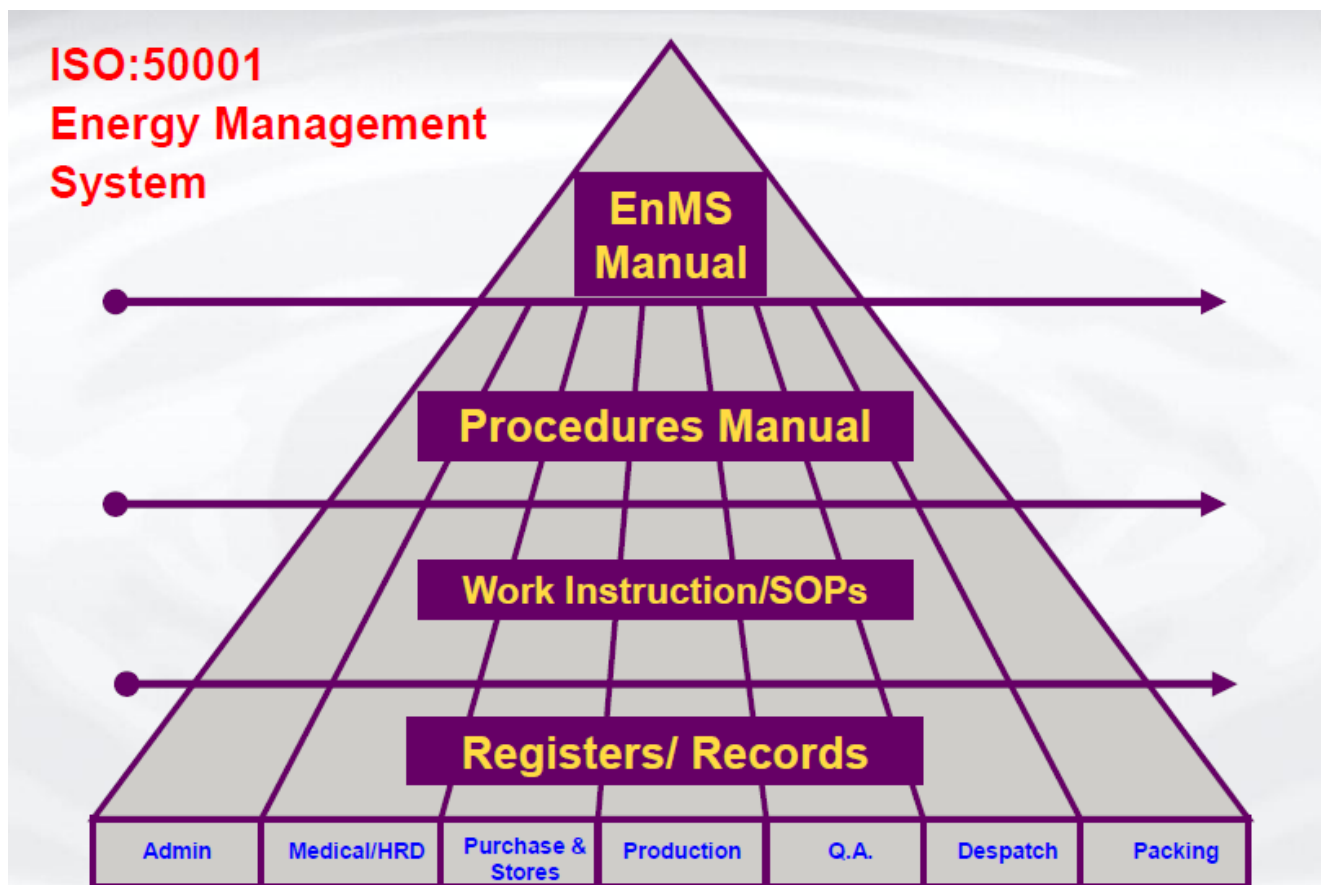 ISO:50001
Energy Management
System
EnMS
Manual
Procedures Manual
Work Instruction/SOPs
Registers/ Records
Admin
Medical/HRD
Purchase &
Stores
Production
Q.A.
Despatch
Packing